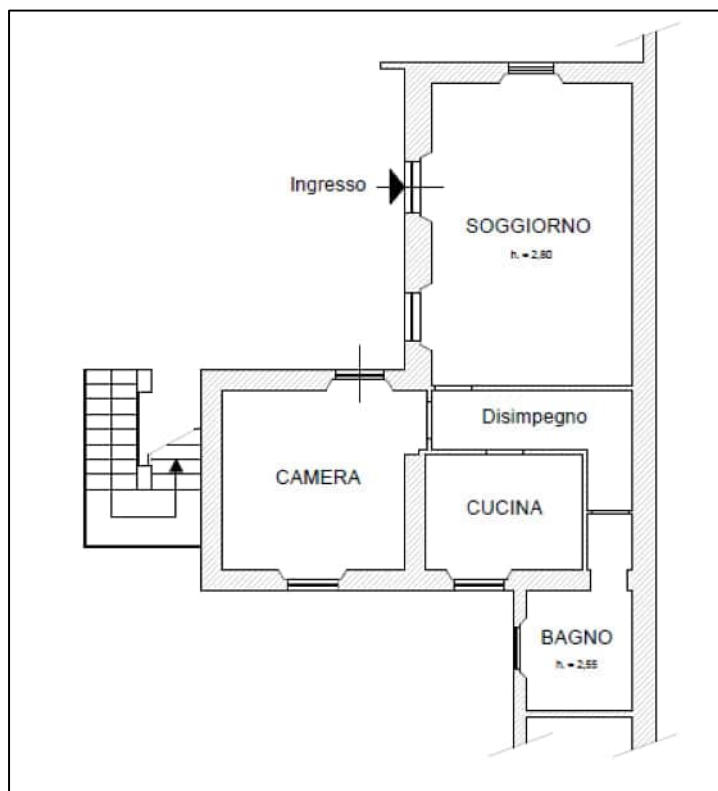 Ingresso
SOGGIORNO
h. = 2,80
Disimpegno
CAMERA
CUCINA
BAGNO
h. = 2,55